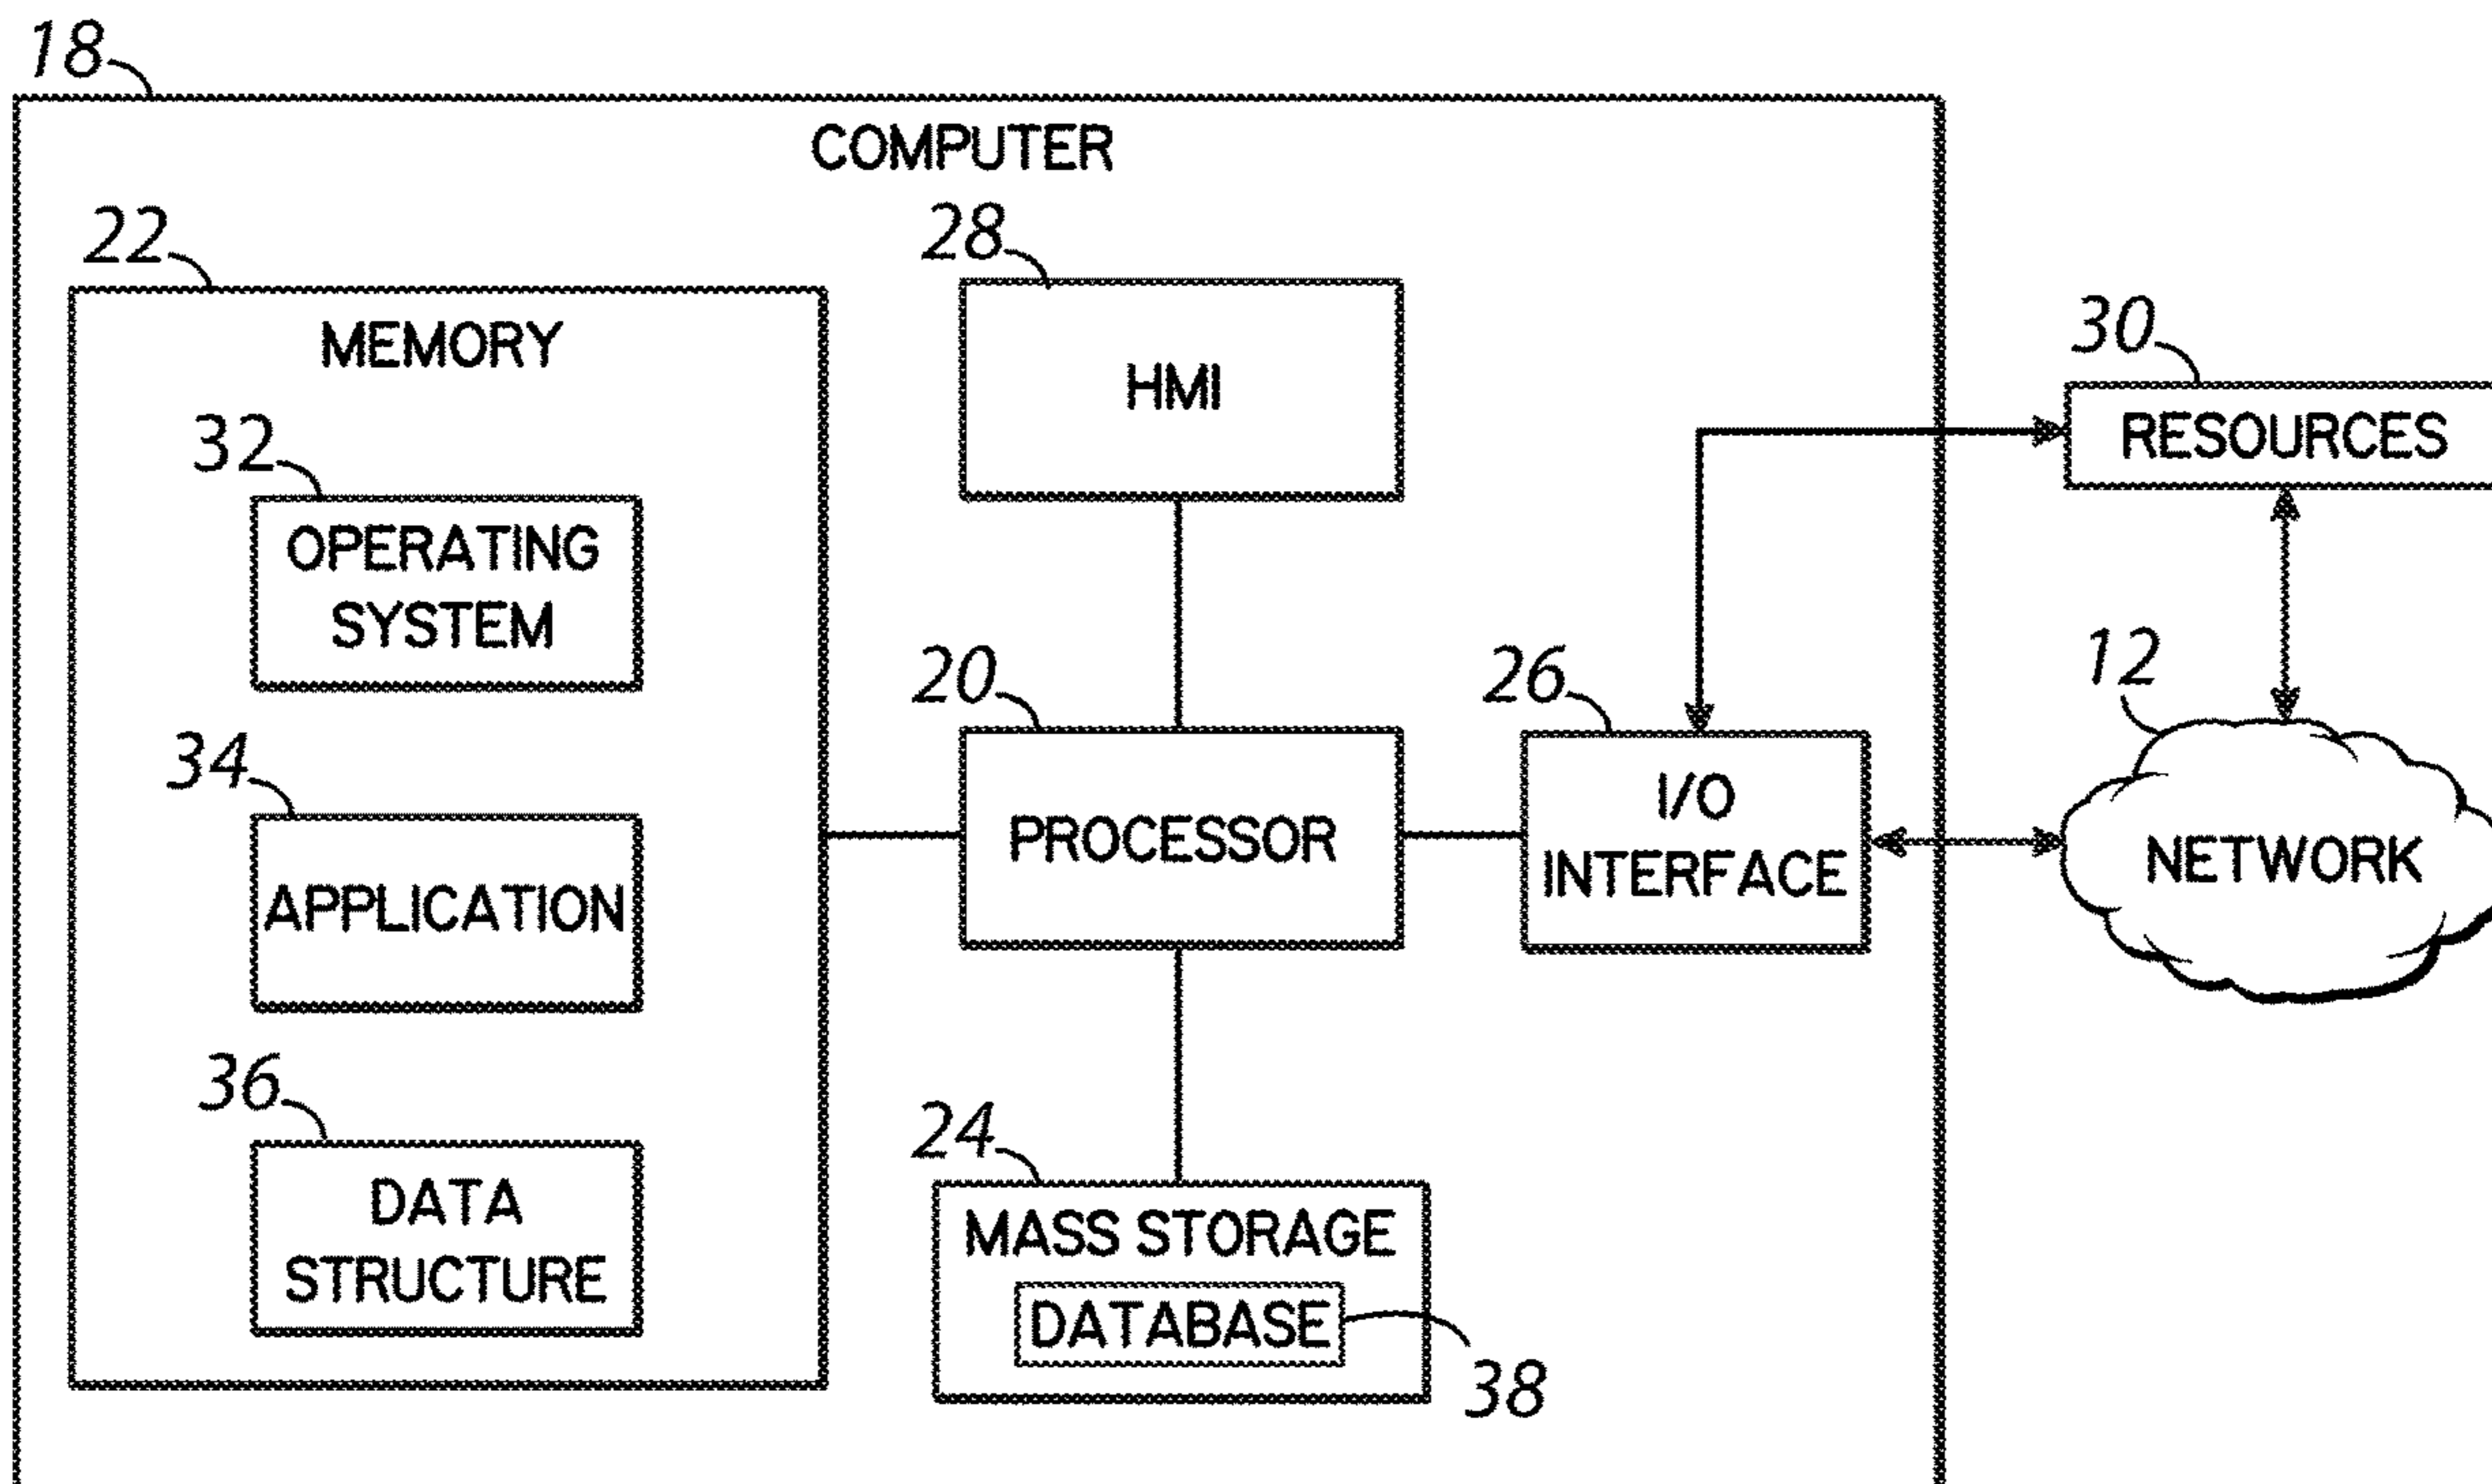 18
COMPUTER
22
28
MEMORY
HMI
30
RESOURCES
32
OPERATING
SYSTEM
20
26
12
34
PROCESSOR
I/O
INTERFACE
NETWORK
APPLICATION
36
24
DATA
STRUCTURE
MASS STORAGE
DATABASE
38